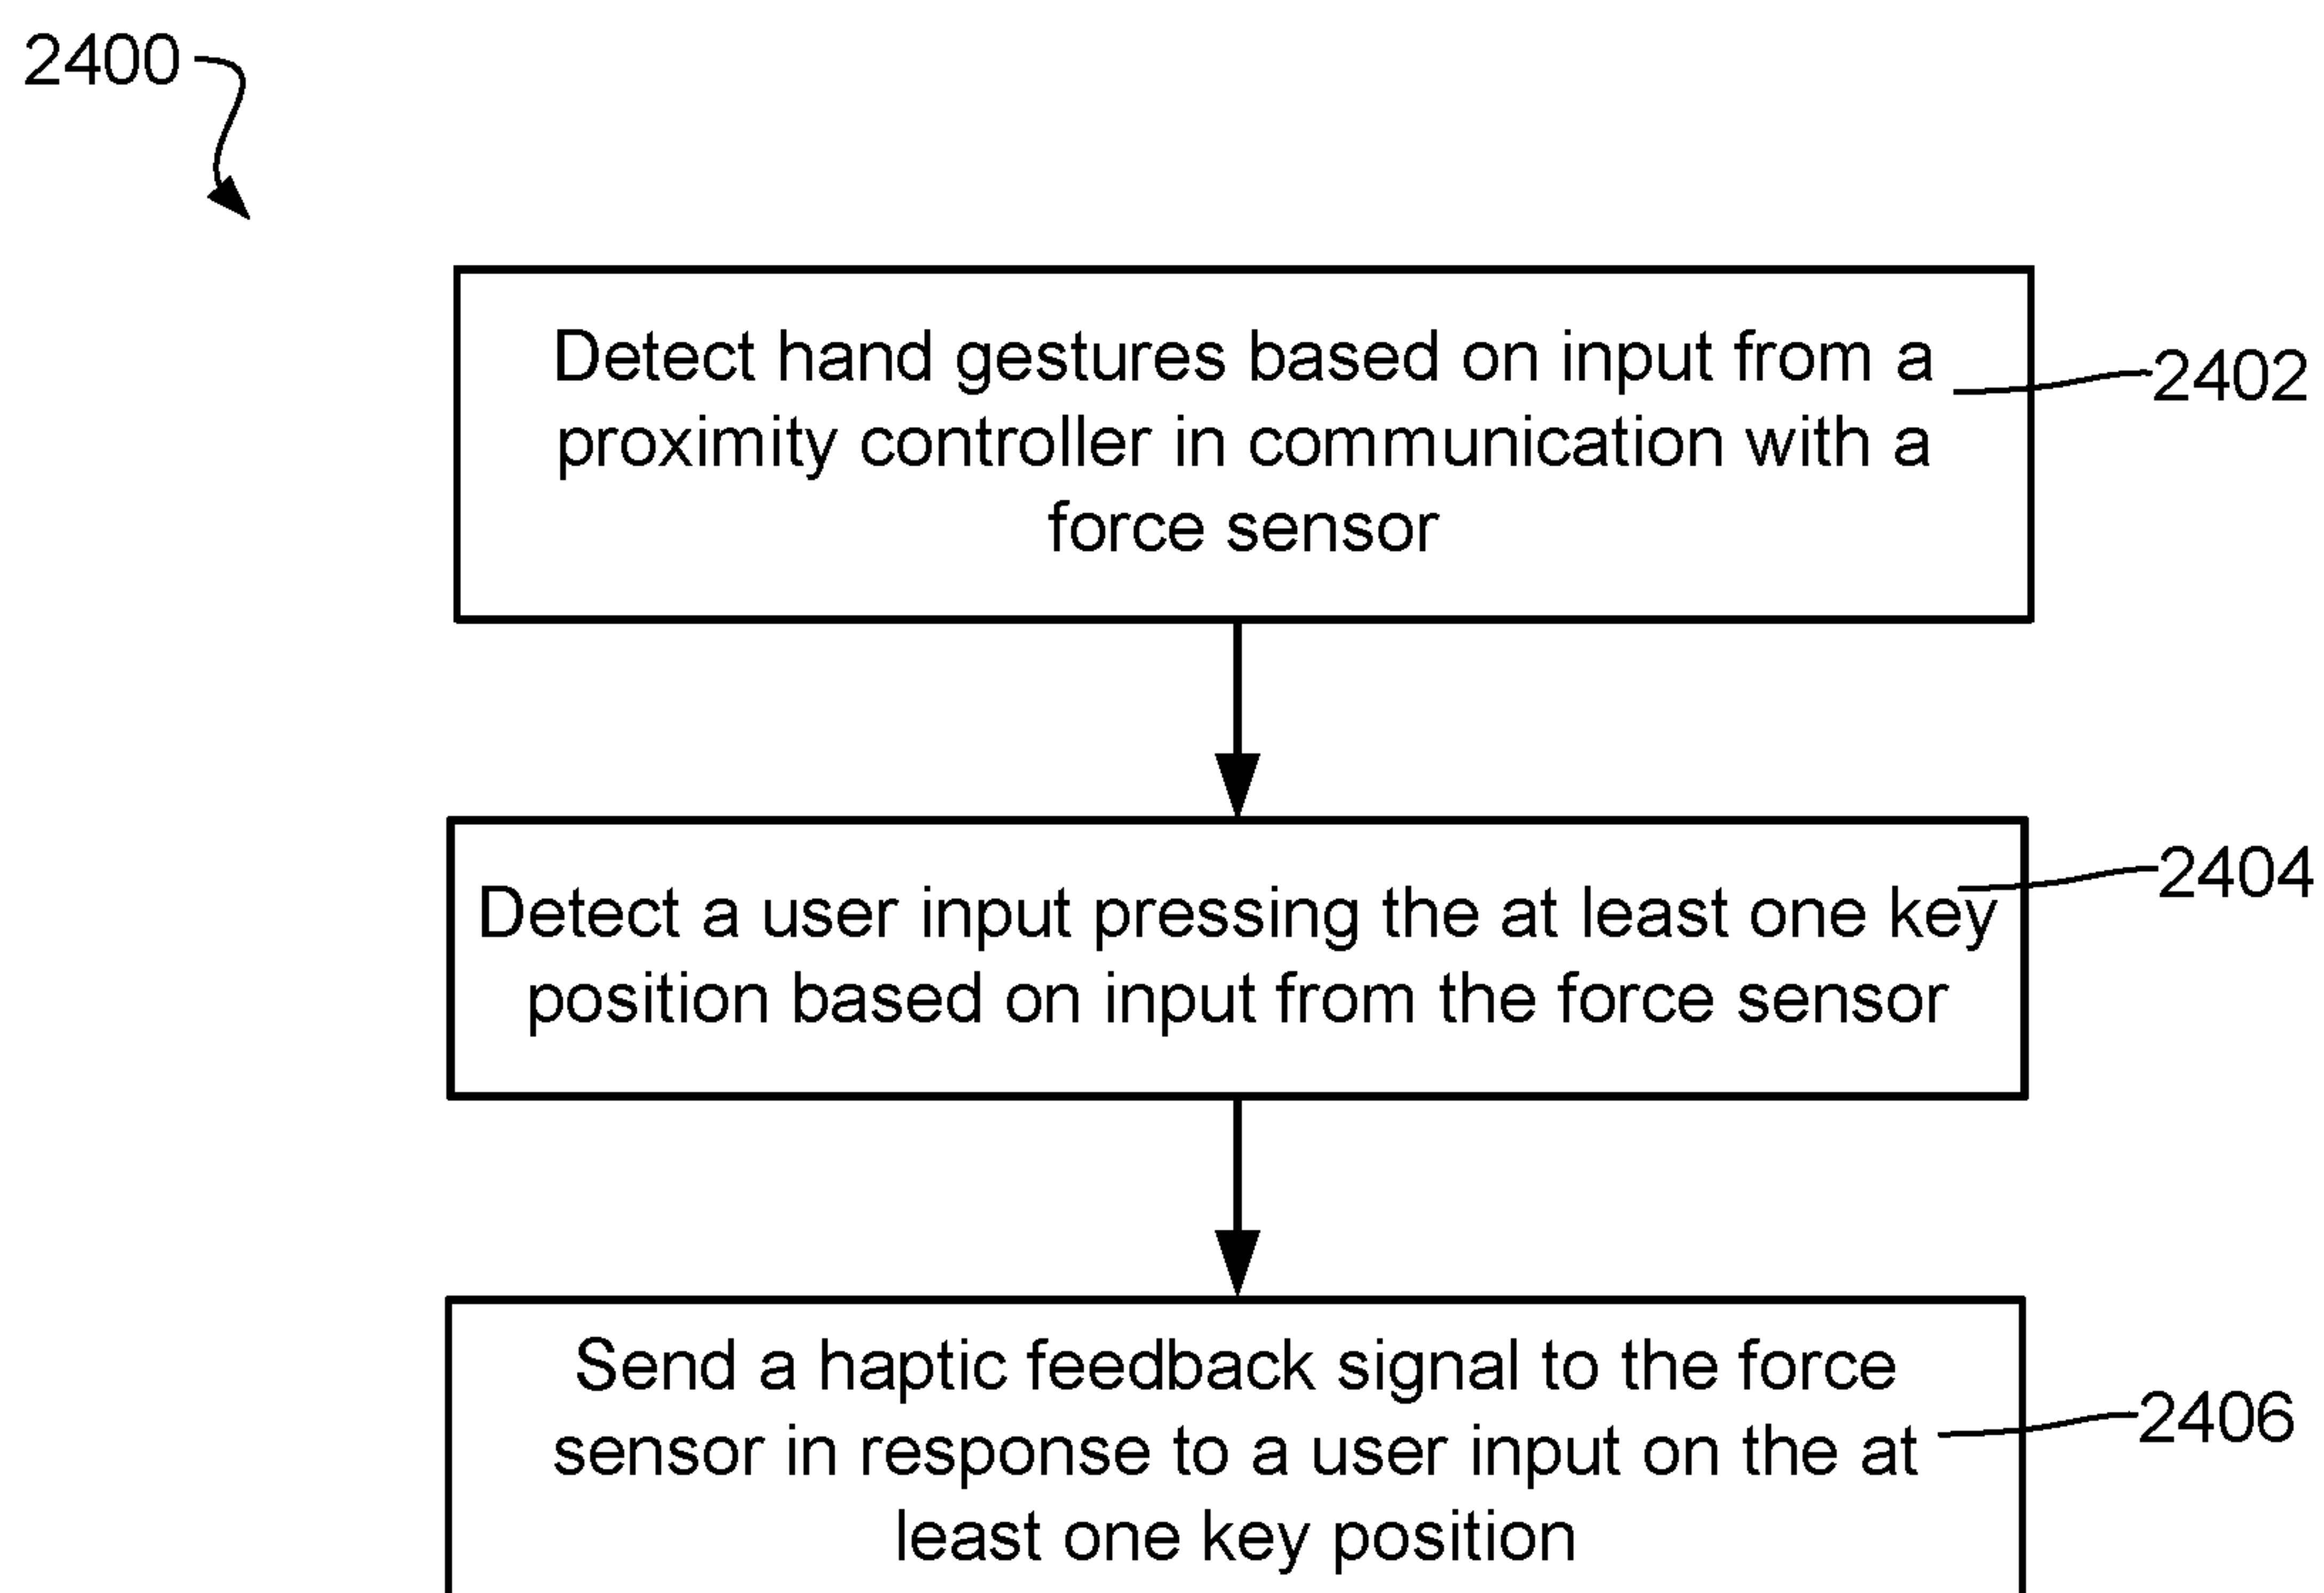 2400
Detect hand gestures based on input from a
proximity controller in communication with a
force sensor
2402
Detect a user input pressing the at least one key
position based on input from the force sensor
2404
Send a haptic feedback signal to the force
sensor in response to a user input on the at
least one key position
2406